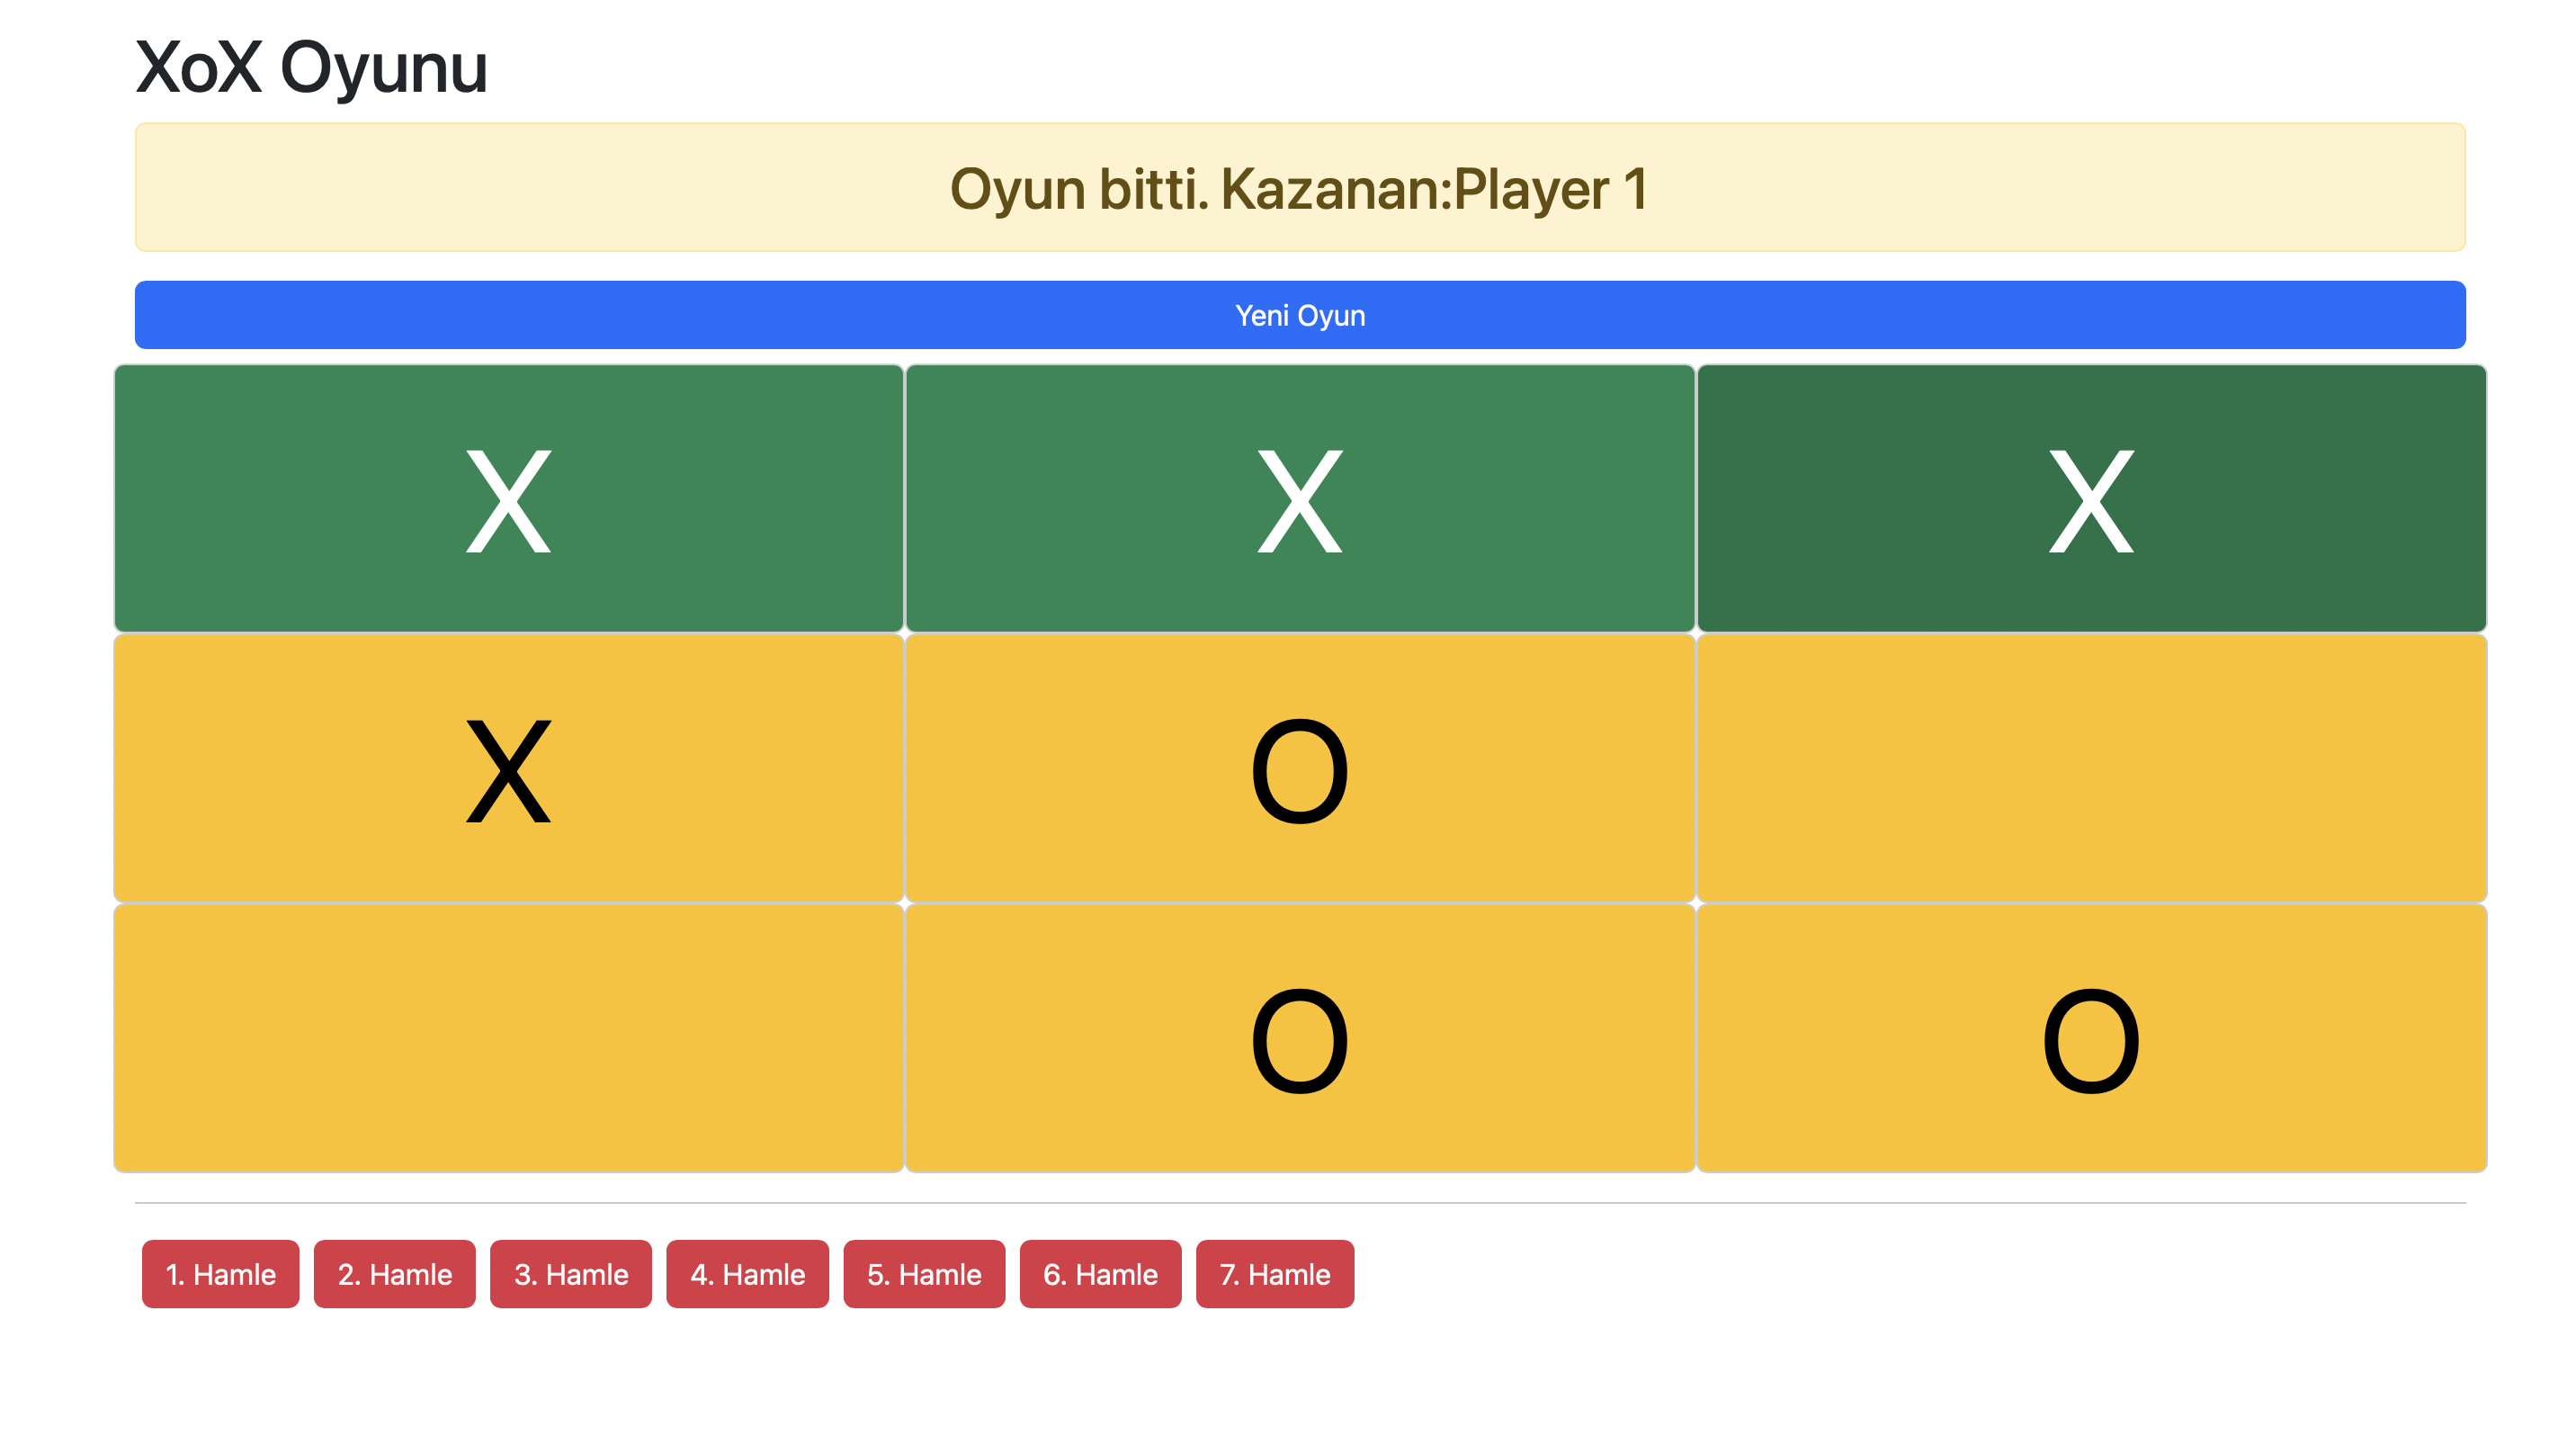 XoX Oyunu
Oyun bitti. Kazanan:Player 1
Yeni Oyun
X X X
X O
O O
1. Hamle 2. Hamle 3. Hamle 4. Hamle 5. Hamle 6. Hamle 7. Hamle